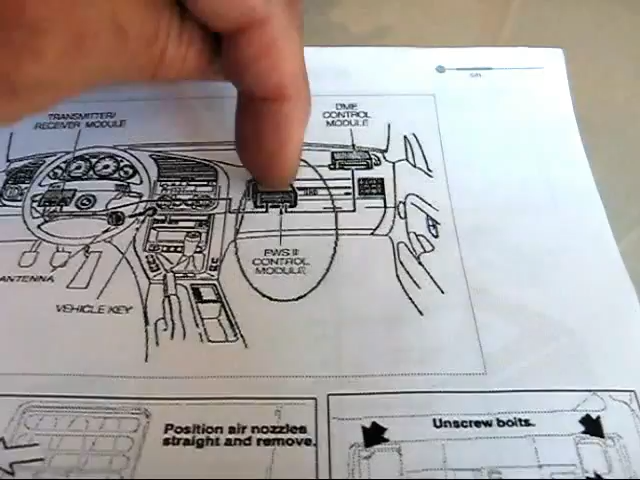 TRANSMITTER/
RECEIVER MODULE
DME
CONTROL
MODULE
EWS II
CONTROL
MODULE
ANTENNA
VEHICLE KEY
Position air nozzles
straight and remove.
Unscrew bolts.